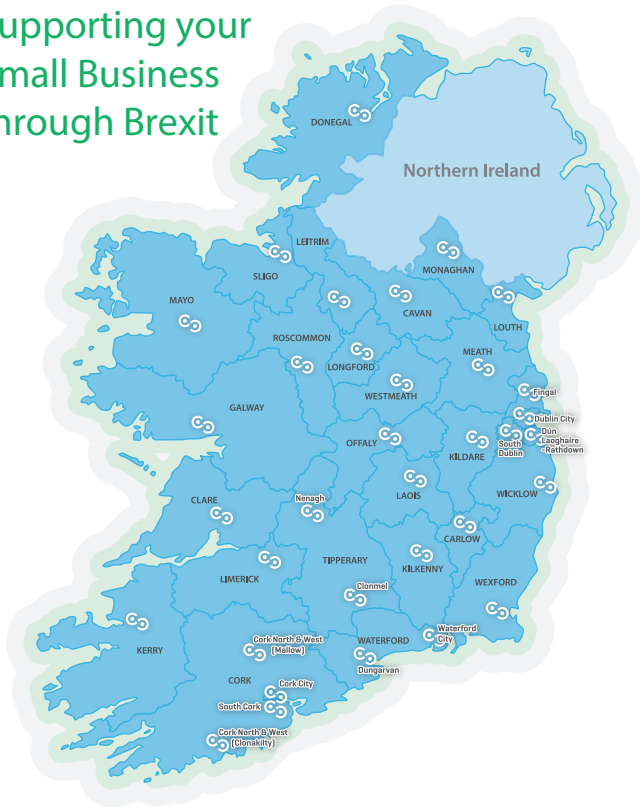 upporting your
mall Business
hrough Brexit
DONEGAL
Northern Ireland
LEITRIM
SLIGO
MONAGHAN
MAYO
CAVAN
LOUTH
ROSCOMMON
LONGFORD
MEATH
WESTMEATH
Fingal
GALWAY
Dublin City
OFFALY
KILDARE
South
Dublin
Dún
Laoghaire
-Rathdown
CLARE
Nenagh
LAOIS
WICKLOW
CARLOW
TIPPERARY
KILKENNY
LIMERICK
WEXFORD
Clonmel
KERRY
Cork North & West
(Mallow)
WATERFORD
Waterford
City
Dungarvan
CORK
Cork City
South Cork
Cork North & West
(Clonakilty)